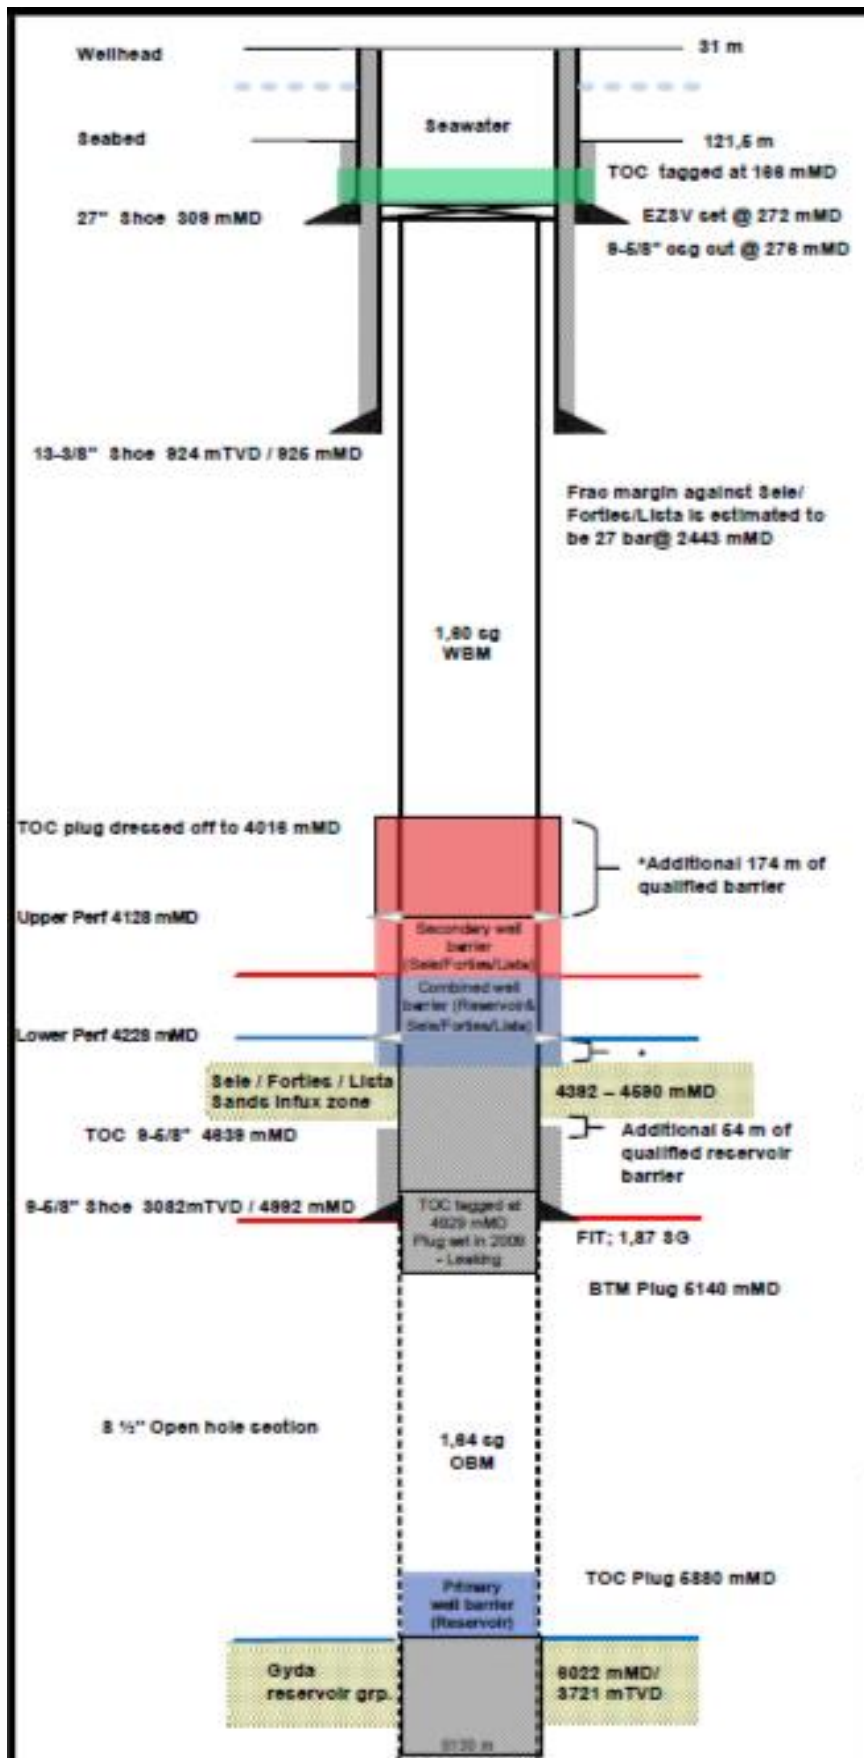 Wellhead
31 m
Seawater
Seabed
121,5 m
TOC tagged at 166 mMD
27" Shoe 309 mMD
EZSV set @ 272 mMD
9-5/8" csg cut @ 276 mMD
13-3/8" Shoe 924 mTVD / 925 mMD
Frac margin against Sele/
Forties/Lista is estimated to
be 27 bar@ 2443 mMD
1,60 sg
WBM
TOC plug dressed off to 4016 mMD
*Additional 174 m of
qualified barrier
Upper Perf 4128 mMD
Secondary well
barrier
(Sele/Forties/Lista)
Combined well
barrier (Reservoir&
Sele/Forties/Lista)
Lower Perf 4228 mMD
*
Sele / Forties / Lista
Sands Influx zone
4392 – 4590 mMD
TOC 9-5/8" 4639 mMD
Additional 54 m of
qualified reservoir
barrier
9-5/8" Shoe 3082mTVD / 4992 mMD
TOC tagged at
4929 mMD
Plug set in 2009
- Leaking
FIT; 1,87 SG
BTM Plug 5140 mMD
8 ½" Open hole section
1,64 sg
OBM
TOC Plug 5880 mMD
Primary
well barrier
(Reservoir)
Gyda
reservoir grp.
6022 mMD/
3721 mTVD